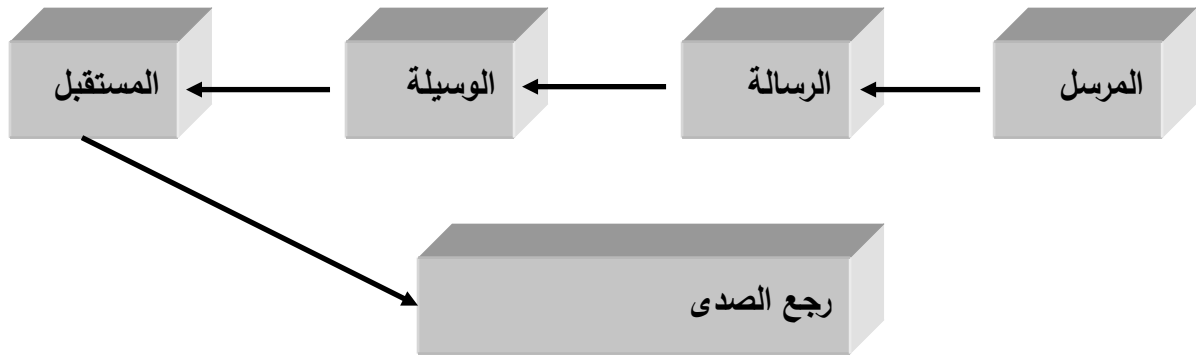 المرسل
الرسالة
الوسيلة
المستقبل
رجع الصدى